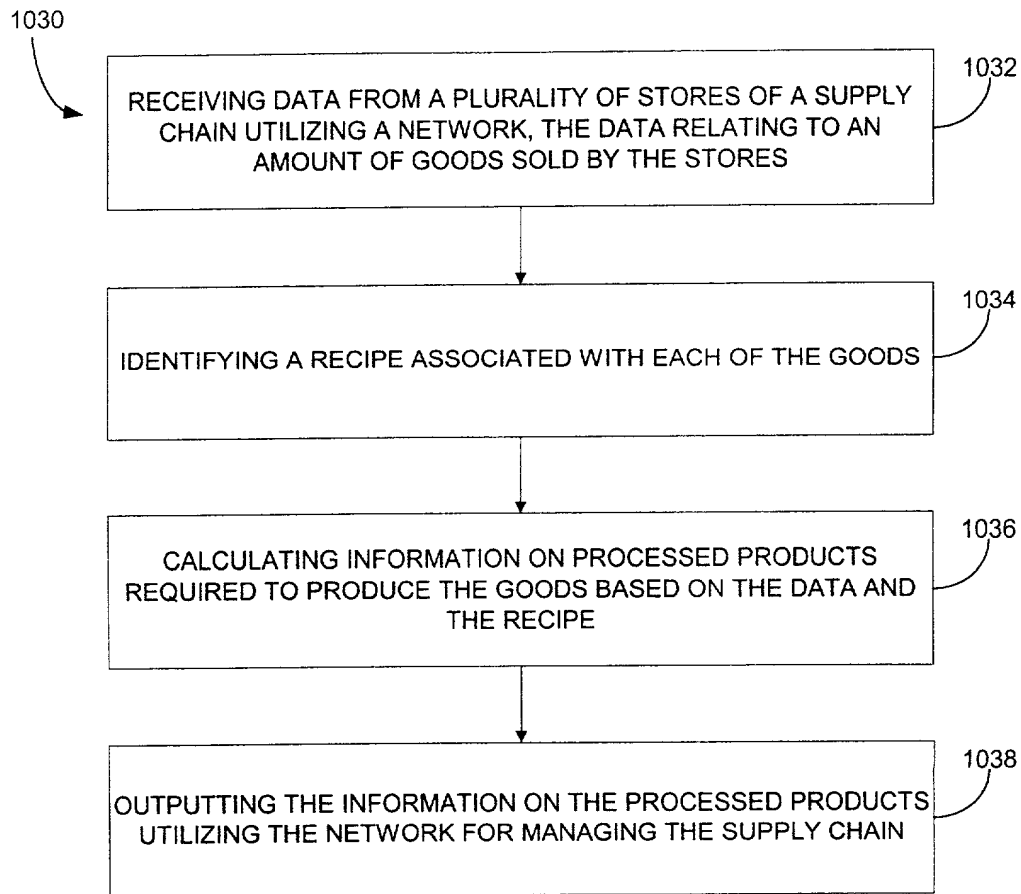 1030
1032
RECEIVING DATA FROM A PLURALITY OF STORES OF A SUPPLY
CHAIN UTILIZING A NETWORK, THE DATA RELATING TO AN
AMOUNT OF GOODS SOLD BY THE STORES
1034
IDENTIFYING A RECIPE ASSOCIATED WITH EACH OF THE GOODS
1036
CALCULATING INFORMATION ON PROCESSED PRODUCTS
REQUIRED TO PRODUCE THE GOODS BASED ON THE DATA AND
THE RECIPE
1038
OUTPUTTING THE INFORMATION ON THE PROCESSED PRODUCTS
UTILIZING THE NETWORK FOR MANAGING THE SUPPLY CHAIN